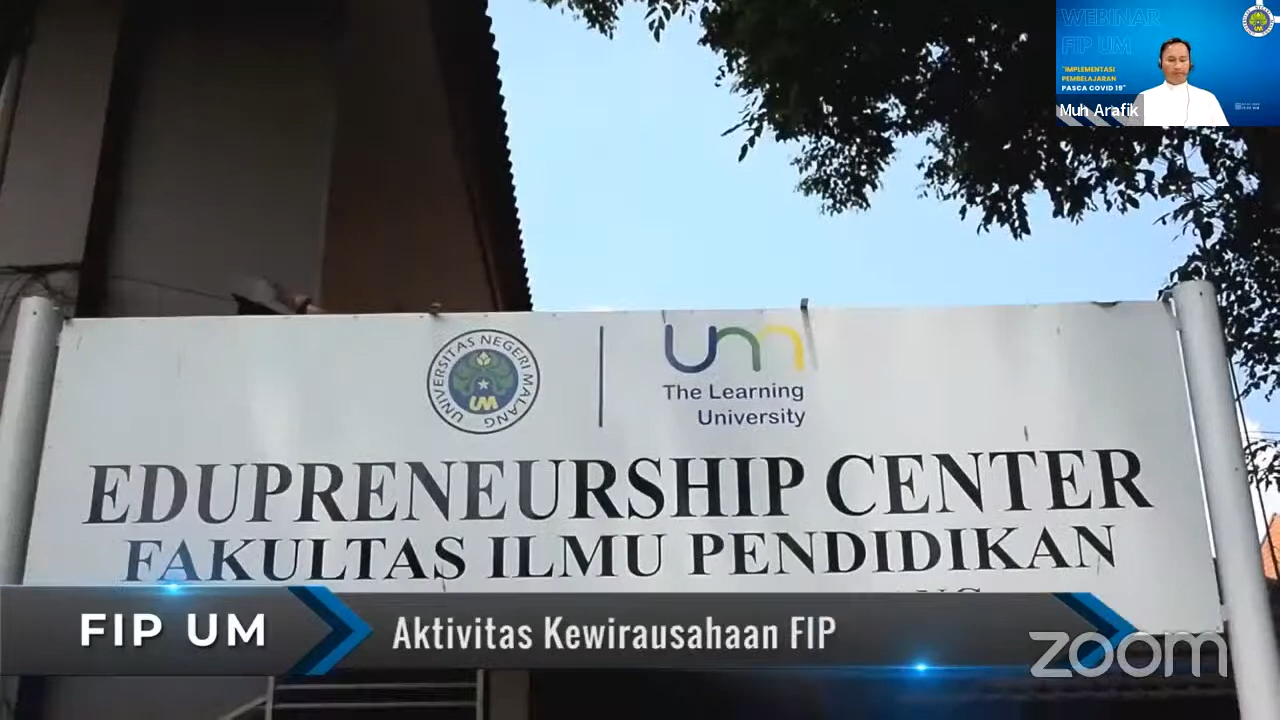 WEBINAR
FIP UM
"IMPLEMENTASI
PEMBELAJARAN
PASCA COVID 19"
Muh Arafik
UNIVERSITAS NEGERI MALANG
UM
um
The Learning
University
EDUPRENEURSHIP CENTER
FAKULTAS ILMU PENDIDIKAN
FIP UM
Aktivitas Kewirausahaan FIP
zoom